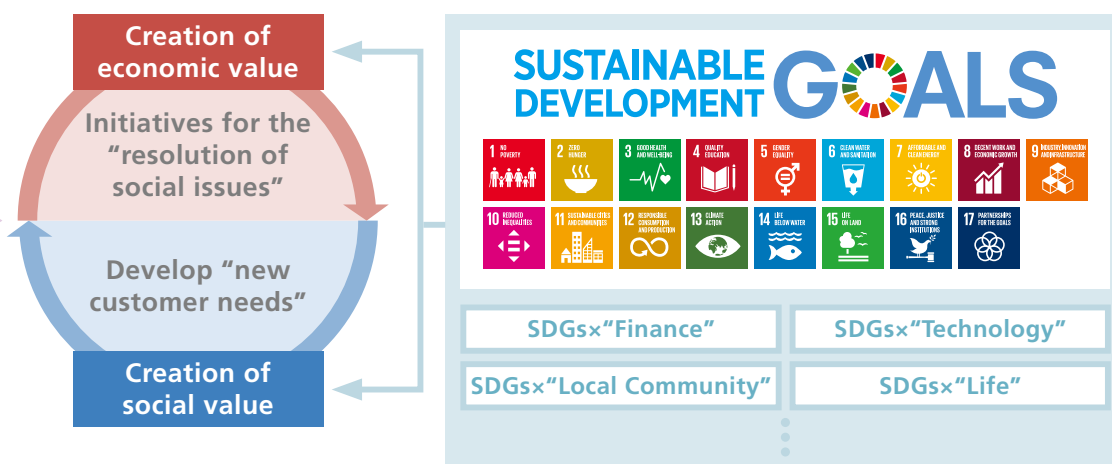 Creation of
economic value
Initiatives for the
“resolution of
social issues”
Develop “new
customer needs”
Creation of
social value
SUSTAINABLE
DEVELOPMENT
GOALS
1 NO
POVERTY
2 ZERO
HUNGER
3 GOOD HEALTH
AND WELL-BEING
4 QUALITY
EDUCATION
5 GENDER
EQUALITY
6 CLEAN WATER
AND SANITATION
7 AFFORDABLE AND
CLEAN ENERGY
8 DECENT WORK AND
ECONOMIC GROWTH
9 INDUSTRY, INNOVATION
AND INFRASTRUCTURE
10 REDUCED
INEQUALITIES
11 SUSTAINABLE CITIES
AND COMMUNITIES
12 RESPONSIBLE
CONSUMPTION
AND PRODUCTION
13 CLIMATE
ACTION
14 LIFE
BELOW WATER
15 LIFE
ON LAND
16 PEACE, JUSTICE
AND STRONG
INSTITUTIONS
17 PARTNERSHIPS
FOR THE GOALS
SDGs×“Finance”
SDGs×“Technology”
SDGs×“Local Community”
SDGs×“Life”